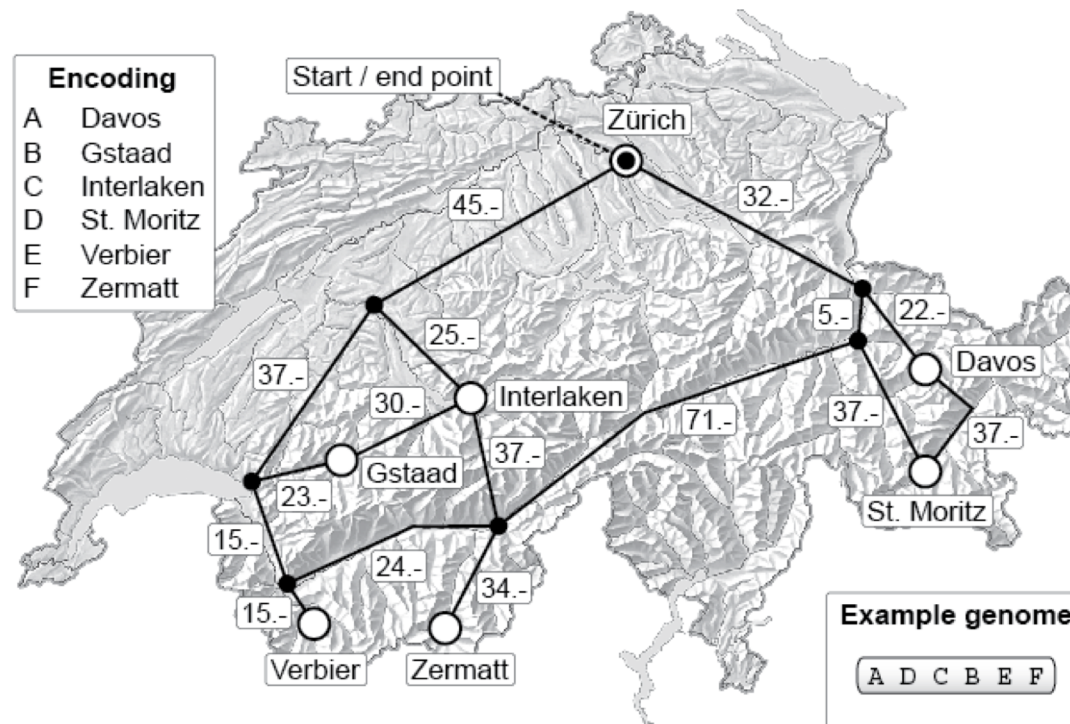 Encoding
A Davos
B Gstaad
C Interlaken
D St. Moritz
E Verbier
F Zermatt
Start / end point
Zürich
45.-
32.-
5.-
22.-
25.-
Davos
37.-
30.-
Interlaken
71.-
37.-
37.-
Gstaad
37.-
23.-
St. Moritz
15.-
24.-
34.-
15.-
Verbier
Zermatt
Example genome
A D C B E F